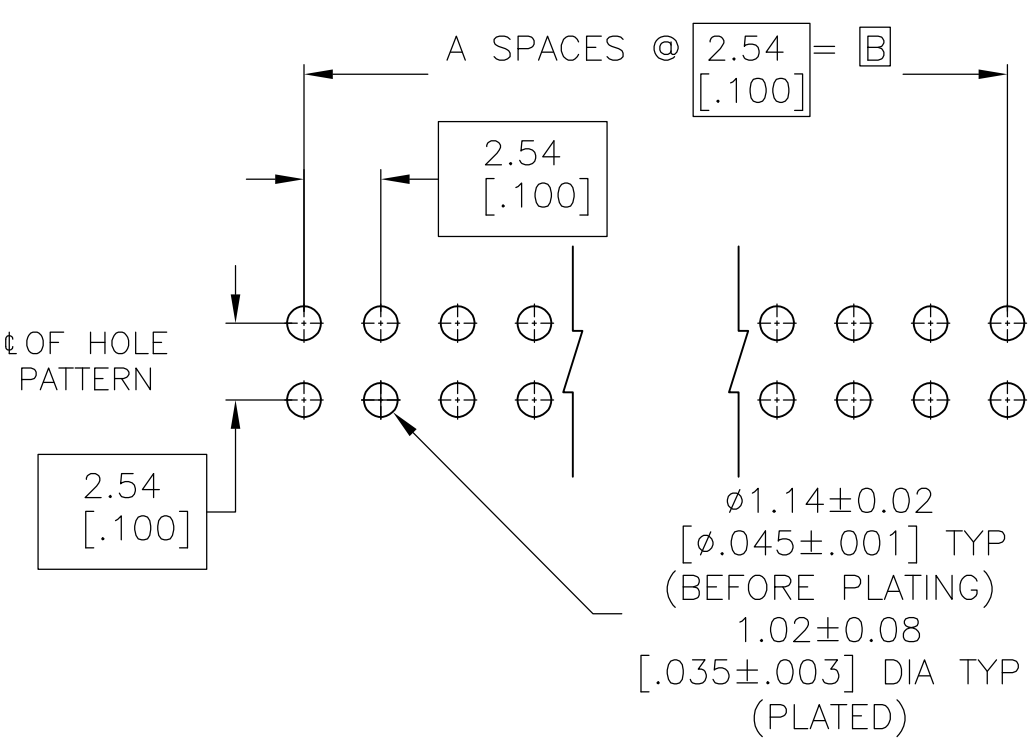 A SPACES @ 2.54 = B
[.100]
2.54
[.100]
℄ OF HOLE
PATTERN
2.54
[.100]
ø1.14±0.02
[ø.045±.001] TYP
(BEFORE PLATING)
1.02±0.08
[.035±.003] DIA TYP
(PLATED)